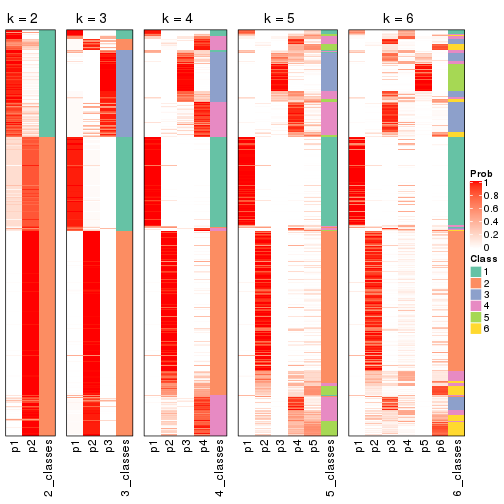 k = 2
k = 3
k = 4
k = 5
k = 6
p1
p2
2_classes
p1
p2
p3
3_classes
p1
p2
p3
p4
4_classes
p1
p2
p3
p4
p5
5_classes
p1
p2
p3
p4
p5
p6
6_classes
Prob
1
0.8
0.6
0.4
0.2
0
Class
1
2
3
4
5
6